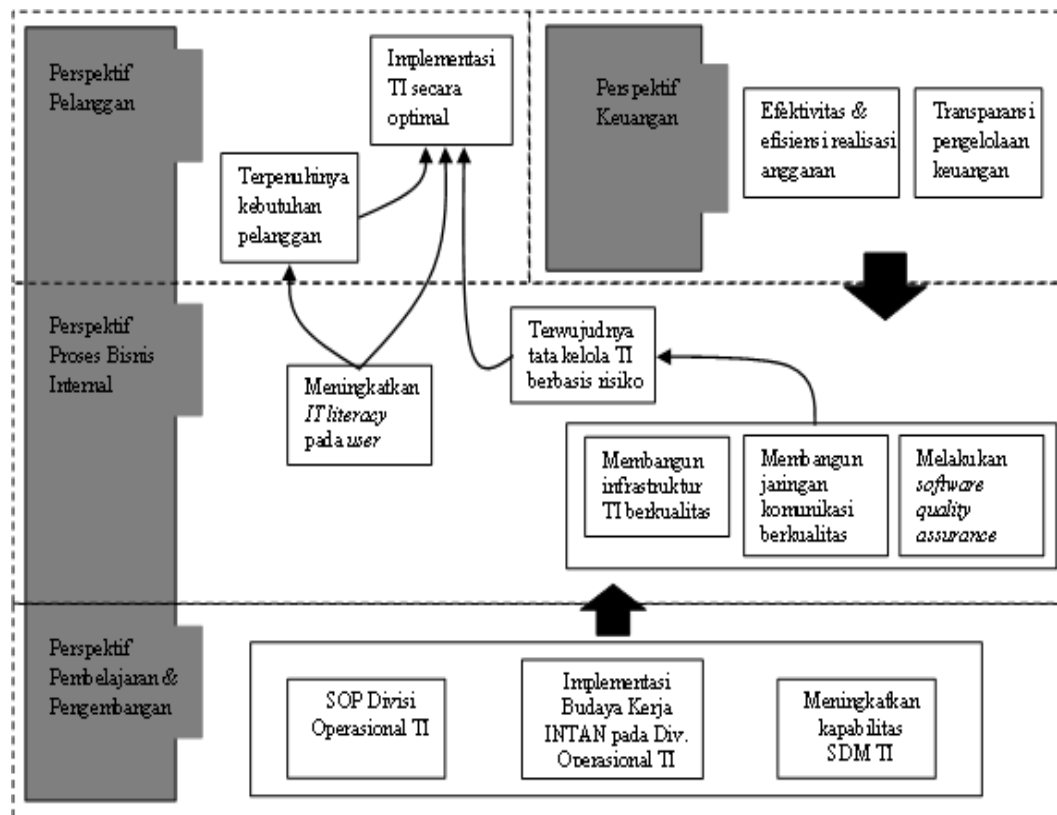 Perspektif
Pelanggan
Implementasi
TI secara
optimal
Terpenuhinya
kebutuhan
pelanggan
Perspektif
Keuangan
Efektivitas &
efisiensi realisasi
anggaran
Transparansi
pengelolaan
keuangan
Perspektif
Proses Bisnis
Internal
Meningkatkan
IT literacy
pada user
Terwujudnya
tata kelola TI
berbasis risiko
Membangun
infrastruktur
TI berkualitas
Membangun
jaringan
komunikasi
berkualitas
Melakukan
software
quality
assurance
Perspektif
Pembelajaran &
Pengembangan
SOP Divisi
Operasional TI
Implementasi
Budaya Kerja
INTAN pada Div.
Operasional TI
Meningkatkan
kapabilitas
SDM TI